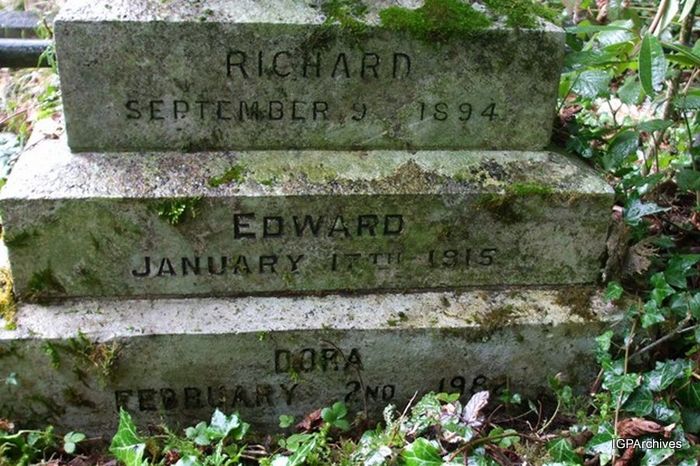 RICHARD
SEPTEMBER 9 1894
EDWARD
JANUARY 17TH 1915
DORA
FEBRUARY 2ND
IGPArchives